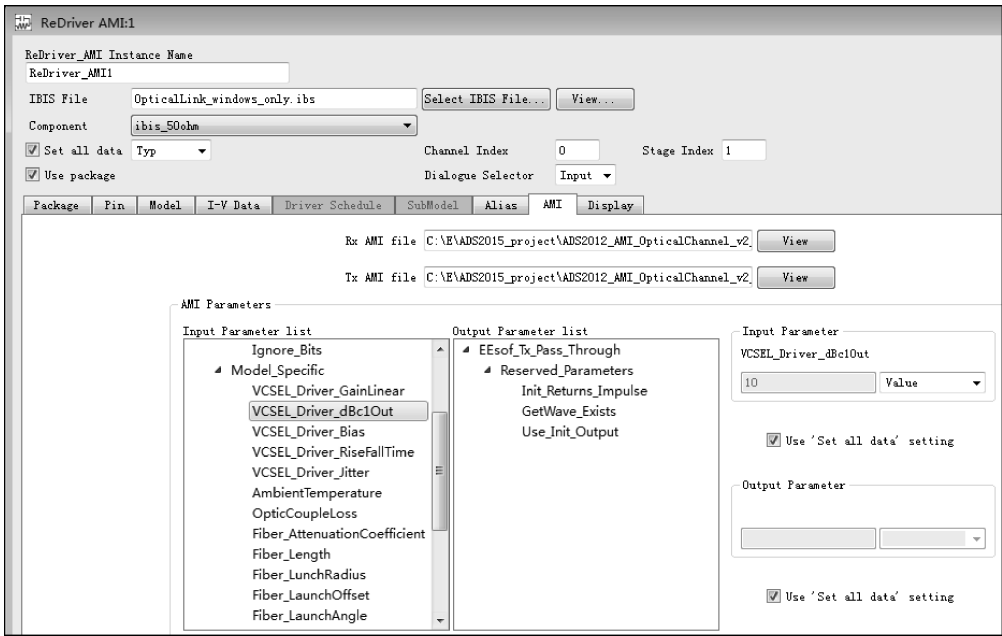 ReDriver AMI:1
ReDriver_AMI Instance Name
ReDriver_AMI1
IBIS File OpticalLink_windows_only.ibs Select IBIS File... View...
Component ibis_50ohm
Set all data Typ Channel Index 0 Stage Index 1
Use package Dialogue Selector Input
Package Pin Model I-V Data Driver Schedule SubModel Alias AMI Display
Rx AMI file C:\E\ADS2015_project\ADS2012_AMI_OpticalChannel_v2_ View
Tx AMI file C:\E\ADS2015_project\ADS2012_AMI_OpticalChannel_v2_ View
AMI Parameters
Input Parameter list
Ignore_Bits
Model_Specific
VCSEL_Driver_GainLinear
VCSEL_Driver_dBc1Out
VCSEL_Driver_Bias
VCSEL_Driver_RiseFallTime
VCSEL_Driver_Jitter
AmbientTemperature
OpticCoupleLoss
Fiber_AttenuationCoefficient
Fiber_Length
Fiber_LunchRadius
Fiber_LaunchOffset
Fiber_LaunchAngle
Output Parameter list
EEsof_Tx_Pass_Through
Reserved_Parameters
Init_Returns_Impulse
GetWave_Exists
Use_Init_Output
Input Parameter
VCSEL_Driver_dBc1Out
10 Value
Use 'Set all data' setting
Output Parameter
Use 'Set all data' setting